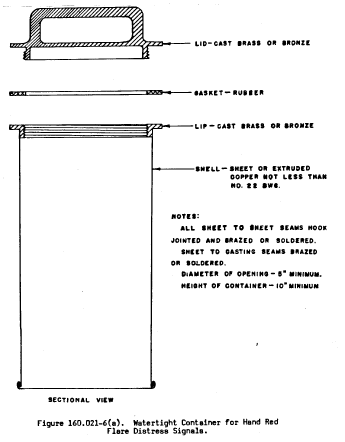 LID-CAST BRASS OR BRONZE
GASKET-RUBBER
LIP-CAST BRASS OR BRONZE
SHELL-SHEET OR EXTRUDED
COPPER NOT LESS THAN
NO. 22 BWG.
NOTES:
ALL SHEET TO SHEET SEAMS HOOK
JOINTED AND BRAZED OR SOLDERED.
SHEET TO CASTING SEAMS BRAZED
OR SOLDERED.
DIAMETER OF OPENING-5" MINIMUM.
HEIGHT OF CONTAINER-10" MINIMUM
SECTIONAL VIEW
Figure 160.021-6(a). Watertight Container for Hand Red
Flare Distress Signals.